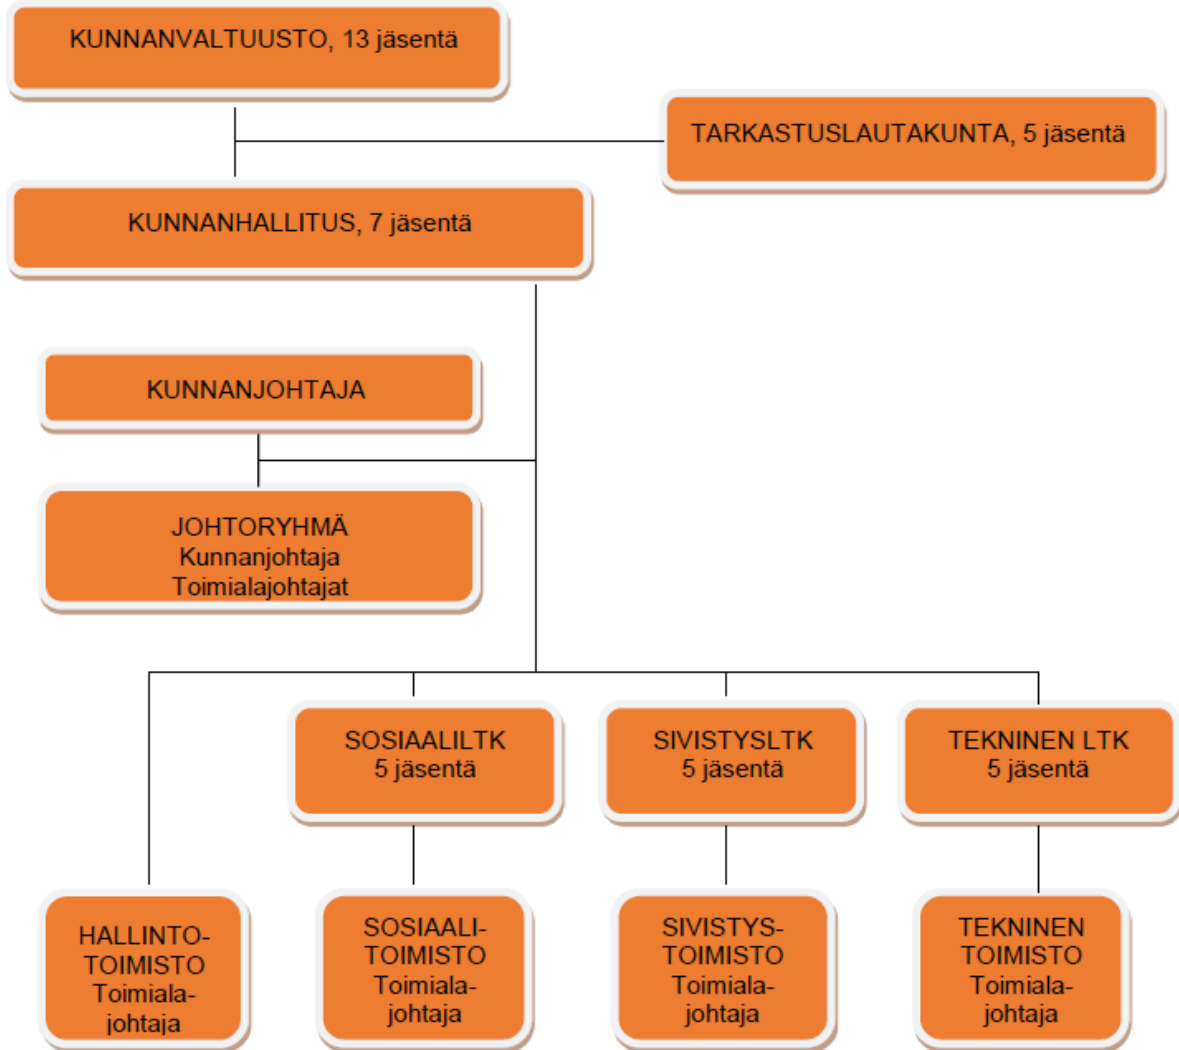 KUNNANVALTUUSTO, 13 jäsentä
TARKASTUSLAUTAKUNTA, 5 jäsentä
KUNNANHALLITUS, 7 jäsentä
KUNNANJOHTAJA
JOHTORYHMÄ
Kunnanjohtaja
Toimialajohtajat
SOSIAALILTK
5 jäsentä
SIVISTYSLTK
5 jäsentä
TEKNINEN LTK
5 jäsentä
HALLINTO-
TOIMISTO
Toimiala-
johtaja
SOSIAALI-
TOIMISTO
Toimiala-
johtaja
SIVISTYS-
TOIMISTO
Toimiala-
johtaja
TEKNINEN
TOIMISTO
Toimiala-
johtaja